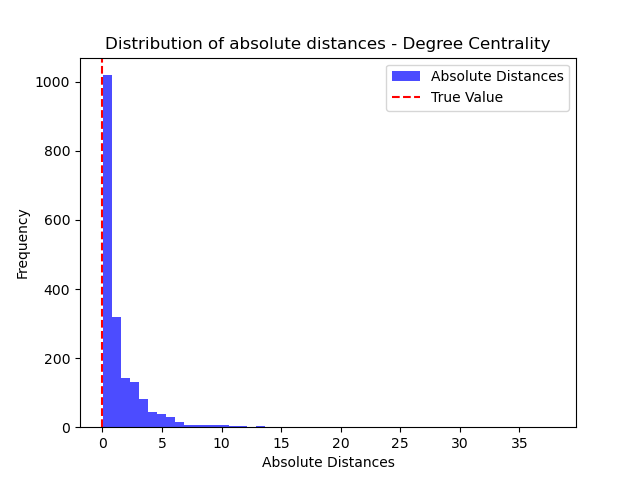 Distribution of absolute distances - Degree Centrality
Absolute Distances
True Value
1000
800
600
400
200
0
Frequency
0 5 10 15 20 25 30 35
Absolute Distances